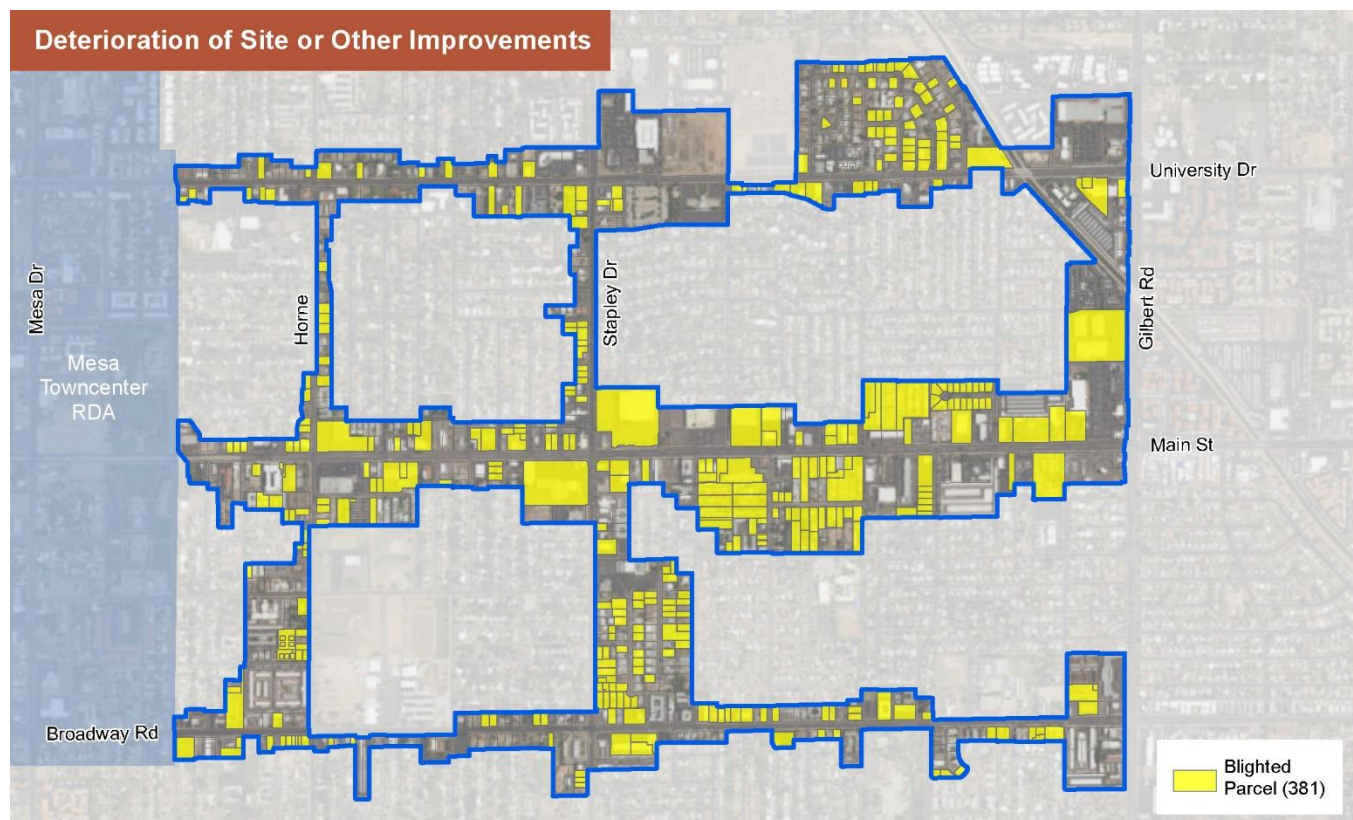 Deterioration of Site or Other Improvements
University Dr
Mesa Dr
Horne
Stapley Dr
Gilbert Rd
Mesa
Towncenter
RDA
Main St
Broadway Rd
Blighted
Parcel (381)